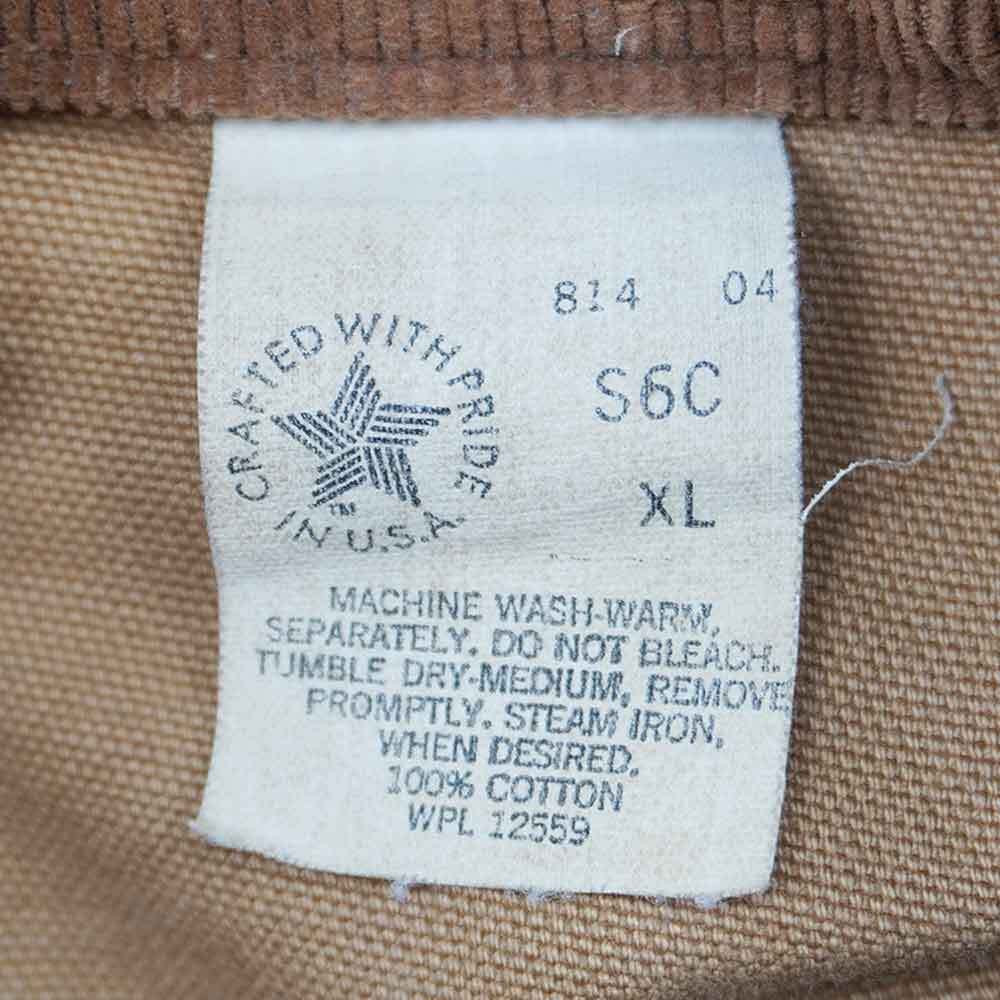 814 04
CRAFTED WITH PRIDE
IN U.S.A
TM
S6C
XL
MACHINE WASH-WARM,
SEPARATELY. DO NOT BLEACH.
TUMBLE DRY-MEDIUM, REMOVE
PROMPTLY. STEAM IRON,
WHEN DESIRED.
100% COTTON
WPL 12559